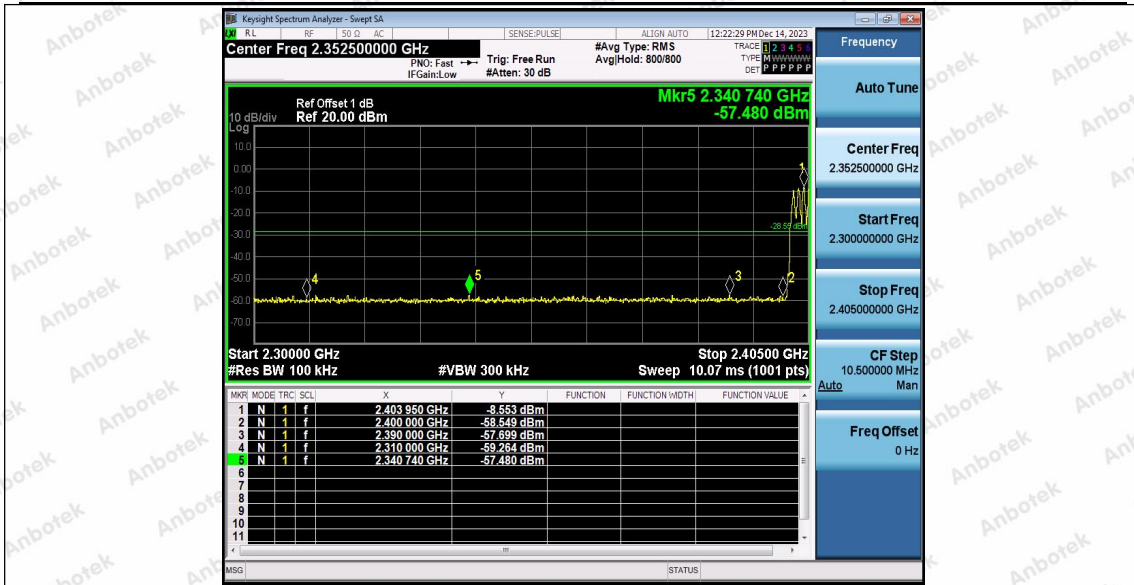 Keysight Spectrum Analyzer - Swept SA
LXI RL RF 50 Ω AC SENSE:PULSE ALIGN AUTO 12:22:29 PM Dec 14, 2023
Center Freq 2.352500000 GHz
PNO: Fast
IFGain:Low
Trig: Free Run
#Atten: 30 dB
#Avg Type: RMS
Avg|Hold: 800/800
TRACE 1 2 3 4 5 6
TYPE M W W W W W
DET P P P P P P
Frequency
Auto Tune
Center Freq
2.352500000 GHz
Start Freq
2.300000000 GHz
Stop Freq
2.405000000 GHz
CF Step
10.500000 MHz
Auto Man
Freq Offset
0 Hz
Mkr5 2.340 740 GHz
-57.480 dBm
Ref Offset 1 dB
10 dB/div Ref 20.00 dBm
Log
10.0
0.00
-10.0
-20.0
-30.0
-40.0
-50.0
-60.0
-70.0
1
-28.55 dBm
4
5
3
2
Start 2.30000 GHz Stop 2.40500 GHz
#Res BW 100 kHz #VBW 300 kHz Sweep 10.07 ms (1001 pts)
MKR MODE TRC SCL X Y FUNCTION FUNCTION WIDTH FUNCTION VALUE
1 N 1 f 2.403 950 GHz -8.553 dBm
2 N 1 f 2.400 000 GHz -58.549 dBm
3 N 1 f 2.390 000 GHz -57.699 dBm
4 N 1 f 2.310 000 GHz -59.264 dBm
5 N 1 f 2.340 740 GHz -57.480 dBm
6
7
8
9
10
11
MSG STATUS
Anbotek